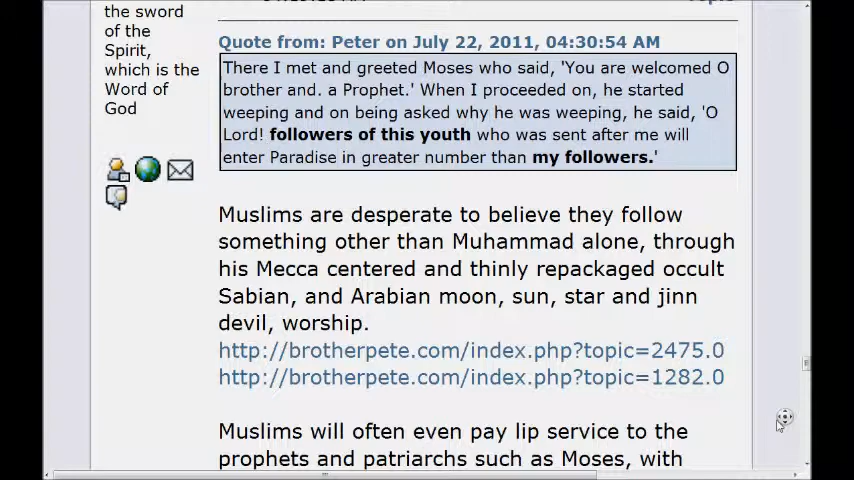 the sword
of the
Spirit,
which is the
Word of
God
Quote from: Peter on July 22, 2011, 04:30:54 AM
There I met and greeted Moses who said, 'You are welcomed O
brother and. a Prophet.' When I proceeded on, he started
weeping and on being asked why he was weeping, he said, 'O
Lord! followers of this youth who was sent after me will
enter Paradise in greater number than my followers.'
Muslims are desperate to believe they follow
something other than Muhammad alone, through
his Mecca centered and thinly repackaged occult
Sabian, and Arabian moon, sun, star and jinn
devil, worship.
http://brotherpete.com/index.php?topic=2475.0
http://brotherpete.com/index.php?topic=1282.0
Muslims will often even pay lip service to the
prophets and patriarchs such as Moses, with